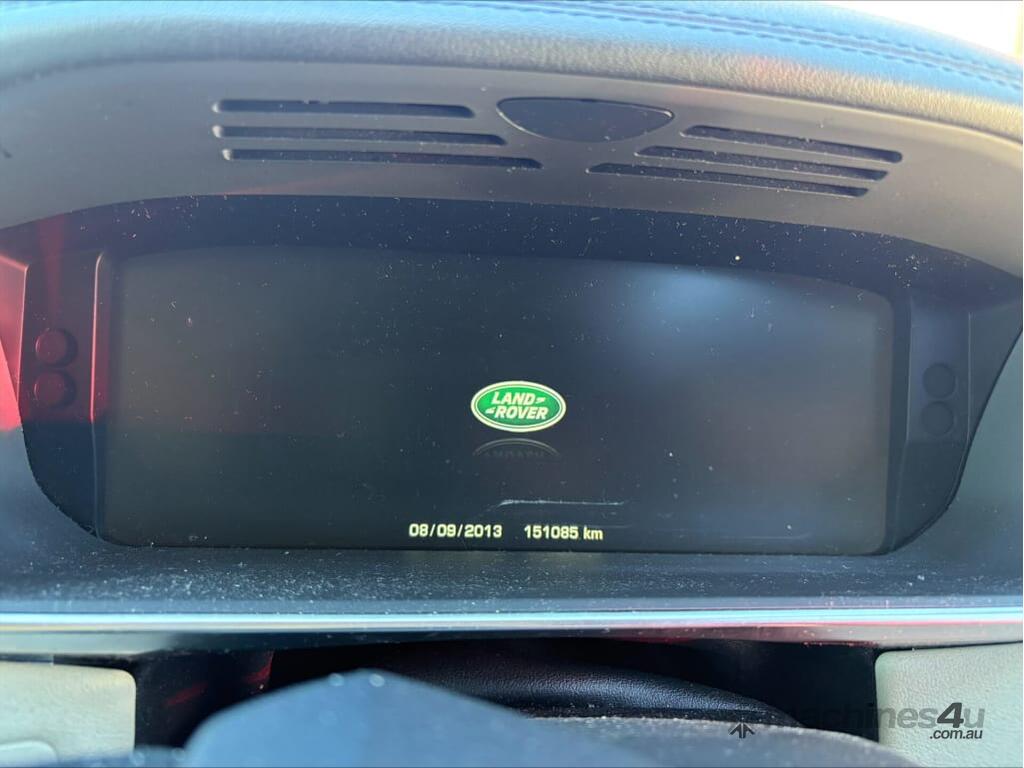 LAND
ROVER
08/09/2013 151085 km
machines4u
.com.au